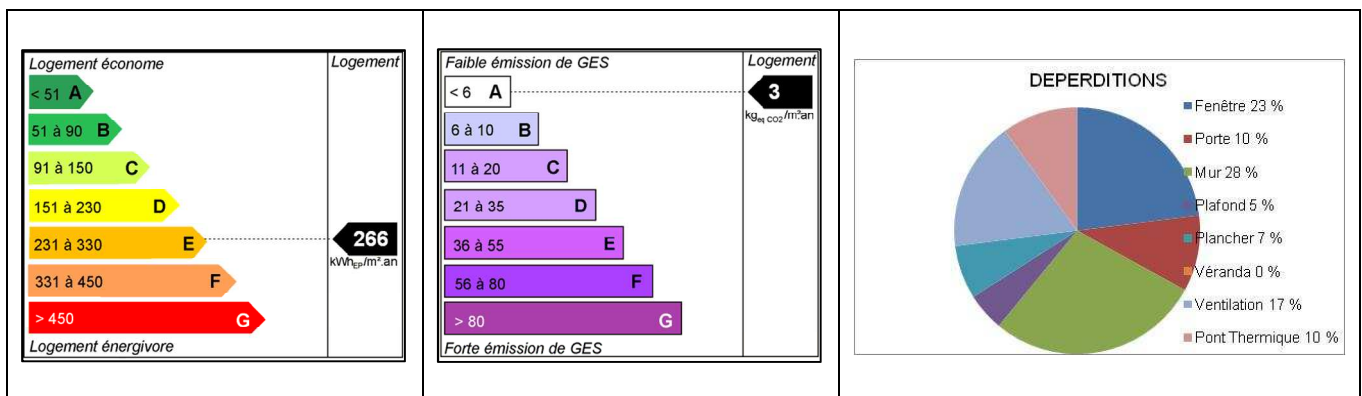 Logement économe
Logement
< 51 A
51 à 90 B
91 à 150 C
151 à 230 D
231 à 330 E
266
kWhEP/m².an
331 à 450 F
> 450 G
Logement énergivore
Faible émission de GES
Logement
< 6 A
3
kgeq CO2/m².an
6 à 10 B
11 à 20 C
21 à 35 D
36 à 55 E
56 à 80 F
> 80 G
Forte émission de GES
DEPERDITIONS
Fenêtre 23 %
Porte 10 %
Mur 28 %
Plafond 5 %
Plancher 7 %
Véranda 0 %
Ventilation 17 %
Pont Thermique 10 %